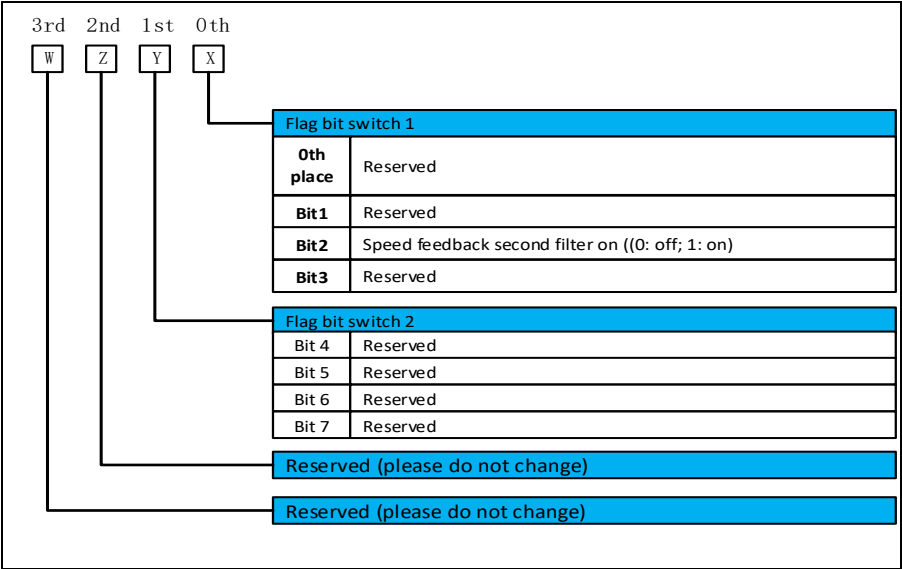 3rd 2nd 1st 0th
W Z Y X
Flag bit switch 1
0th place Reserved
Bit1 Reserved
Bit2 Speed feedback second filter on ((0: off; 1: on)
Bit3 Reserved
Flag bit switch 2
Bit 4 Reserved
Bit 5 Reserved
Bit 6 Reserved
Bit 7 Reserved
Reserved (please do not change)
Reserved (please do not change)